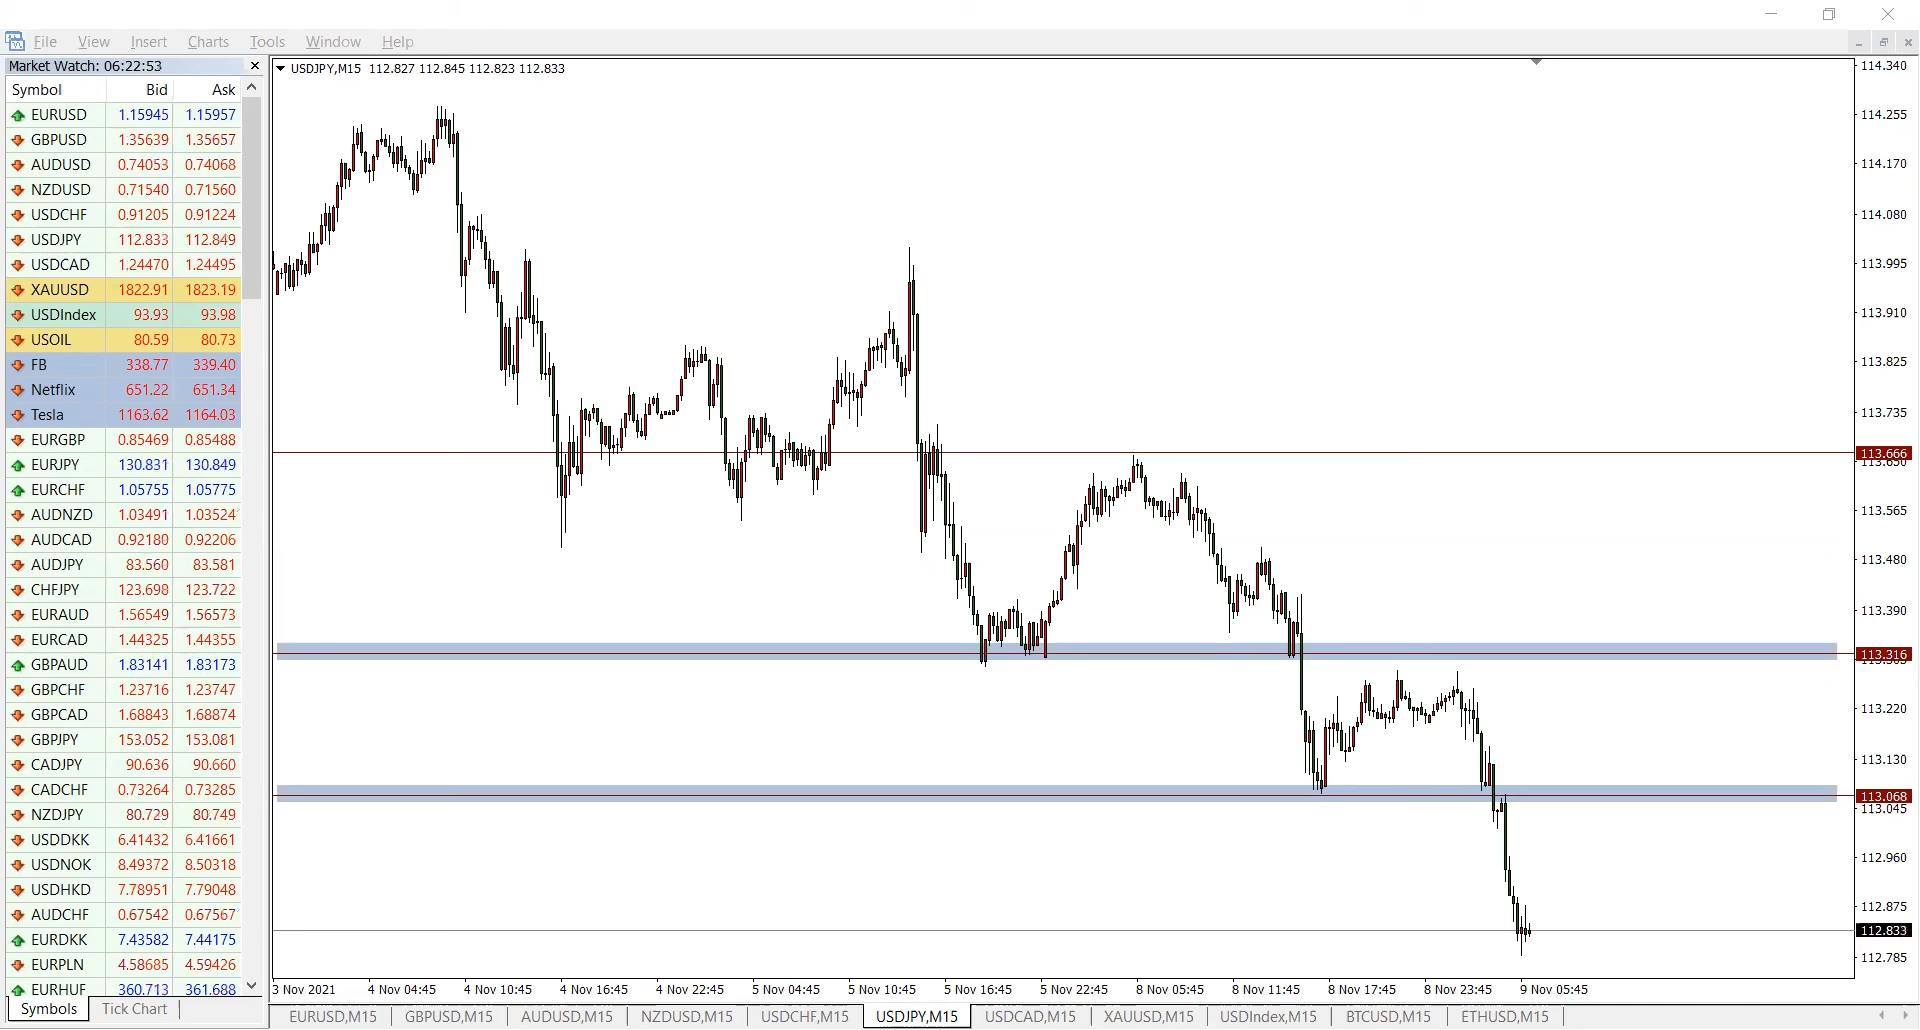 File View Insert Charts Tools Window Help
Market Watch: 06:22:53
Symbol Bid Ask
EURUSD 1.15945 1.15957
GBPUSD 1.35639 1.35657
AUDUSD 0.74053 0.74068
NZDUSD 0.71540 0.71560
USDCHF 0.91205 0.91224
USDJPY 112.833 112.849
USDCAD 1.24470 1.24495
XAUUSD 1822.91 1823.19
USDIndex 93.93 93.98
USOIL 80.59 80.73
FB 338.77 339.40
Netflix 651.22 651.34
Tesla 1163.62 1164.03
EURGBP 0.85469 0.85488
EURJPY 130.831 130.849
EURCHF 1.05755 1.05775
AUDNZD 1.03491 1.03524
AUDCAD 0.92180 0.92206
AUDJPY 83.560 83.581
CHFJPY 123.698 123.722
EURAUD 1.56549 1.56573
EURCAD 1.44325 1.44355
GBPAUD 1.83141 1.83173
GBPCHF 1.23716 1.23747
GBPCAD 1.68843 1.68874
GBPJPY 153.052 153.081
CADJPY 90.636 90.660
CADCHF 0.73264 0.73285
NZDJPY 80.729 80.749
USDDKK 6.41432 6.41661
USDNOK 8.49372 8.50318
USDHKD 7.78951 7.79048
AUDCHF 0.67542 0.67567
EURDKK 7.43582 7.44175
EURPLN 4.58685 4.59426
EURHUF 360.713 361.688
Symbols Tick Chart
USDJPY,M15 112.827 112.845 112.823 112.833
114.340
114.255
114.170
114.080
113.995
113.910
113.825
113.735
113.666
113.650
113.565
113.480
113.390
113.316
113.220
113.130
113.068
113.045
112.960
112.875
112.833
112.785
3 Nov 2021 4 Nov 04:45 4 Nov 10:45 4 Nov 16:45 4 Nov 22:45 5 Nov 04:45 5 Nov 10:45 5 Nov 16:45 5 Nov 22:45 8 Nov 05:45 8 Nov 11:45 8 Nov 17:45 8 Nov 23:45 9 Nov 05:45
EURUSD,M15 GBPUSD,M15 AUDUSD,M15 NZDUSD,M15 USDCHF,M15 USDJPY,M15 USDCAD,M15 XAUUSD,M15 USDIndex,M15 BTCUSD,M15 ETHUSD,M15